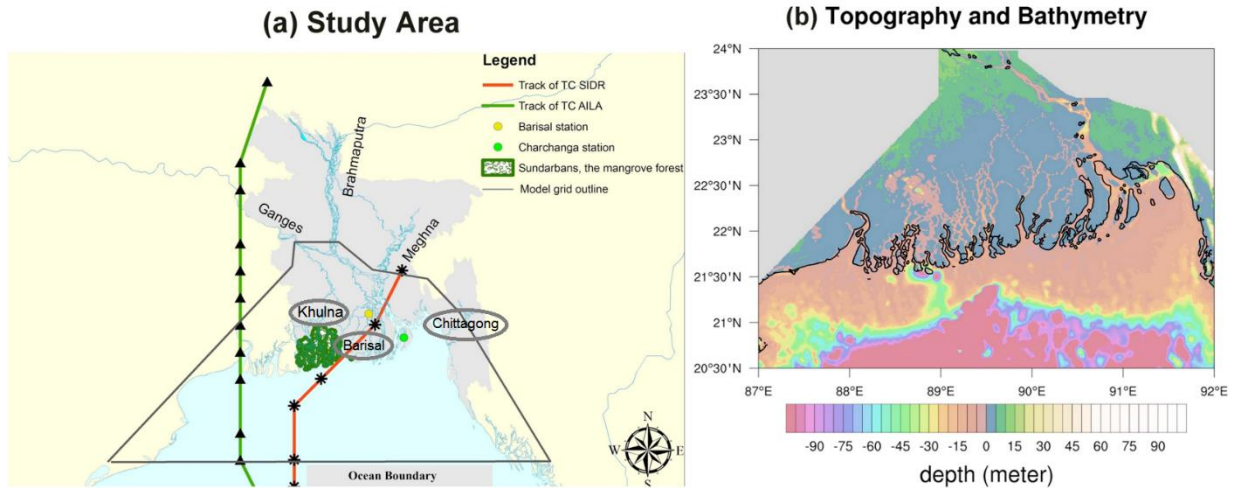 (a) Study Area
Legend
Track of TC SIDR
Track of TC AILA
Barisal station
Charchanga station
Sundarbans, the mangrove forest
Model grid outline
Brahmaputra
Ganges
Meghna
Khulna
Barisal
Chittagong
N
W E
S
Ocean Boundary
(b) Topography and Bathymetry
24°N
23°30'N
23°N
22°30'N
22°N
21°30'N
21°N
20°30'N
87°E 88°E 89°E 90°E 91°E 92°E
-90 -75 -60 -45 -30 -15 0 15 30 45 60 75 90
depth (meter)